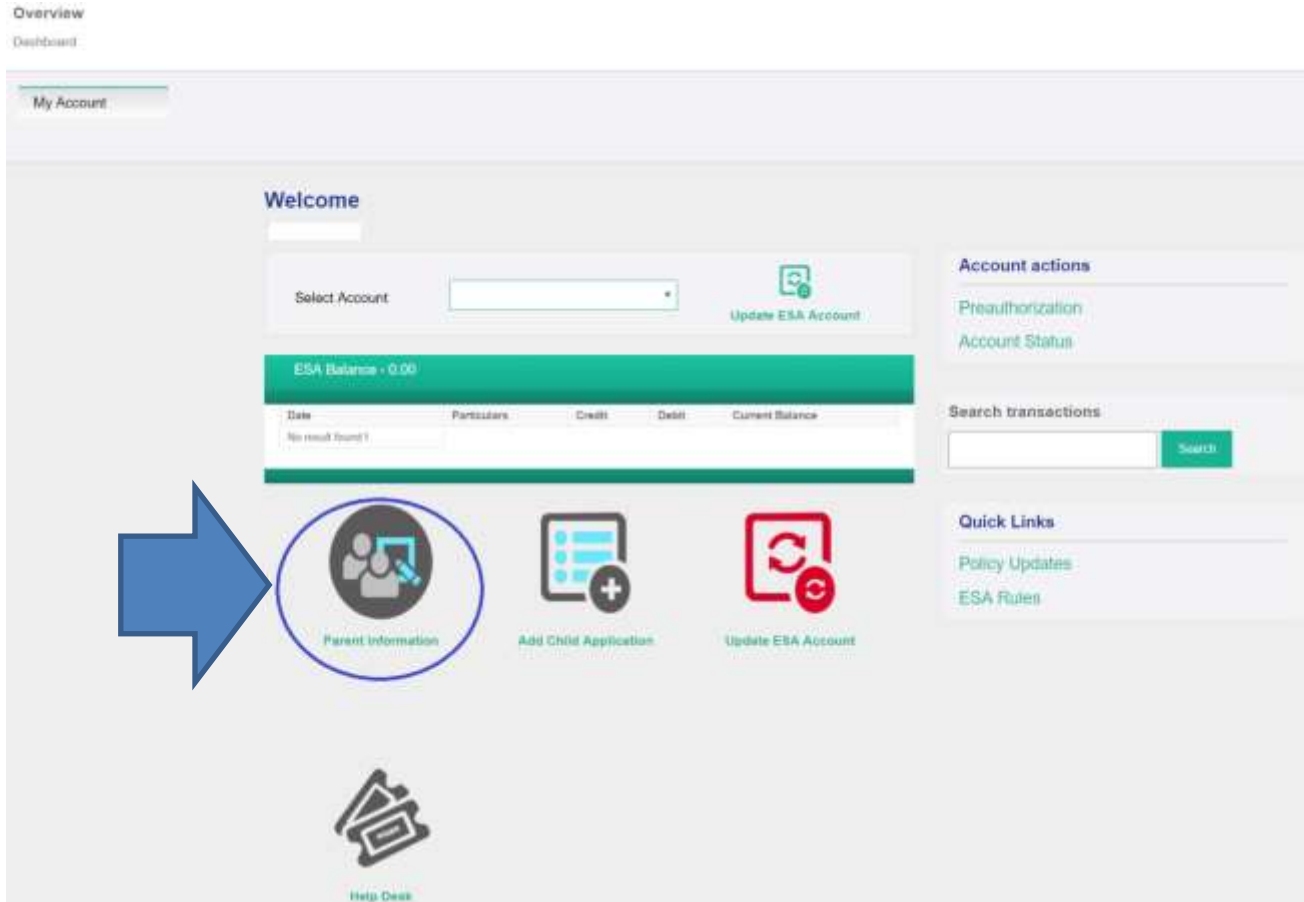 Overview
Dashboard
My Account
Welcome
Select Account
Update ESA Account
ESA Balance - 0.00
Date Particulars Credit Debit Current Balance
No result found !
Parent Information
Add Child Application
Update ESA Account
Help Desk
Account actions
Preauthorization
Account Status
Search transactions
Search
Quick Links
Policy Updates
ESA Rules